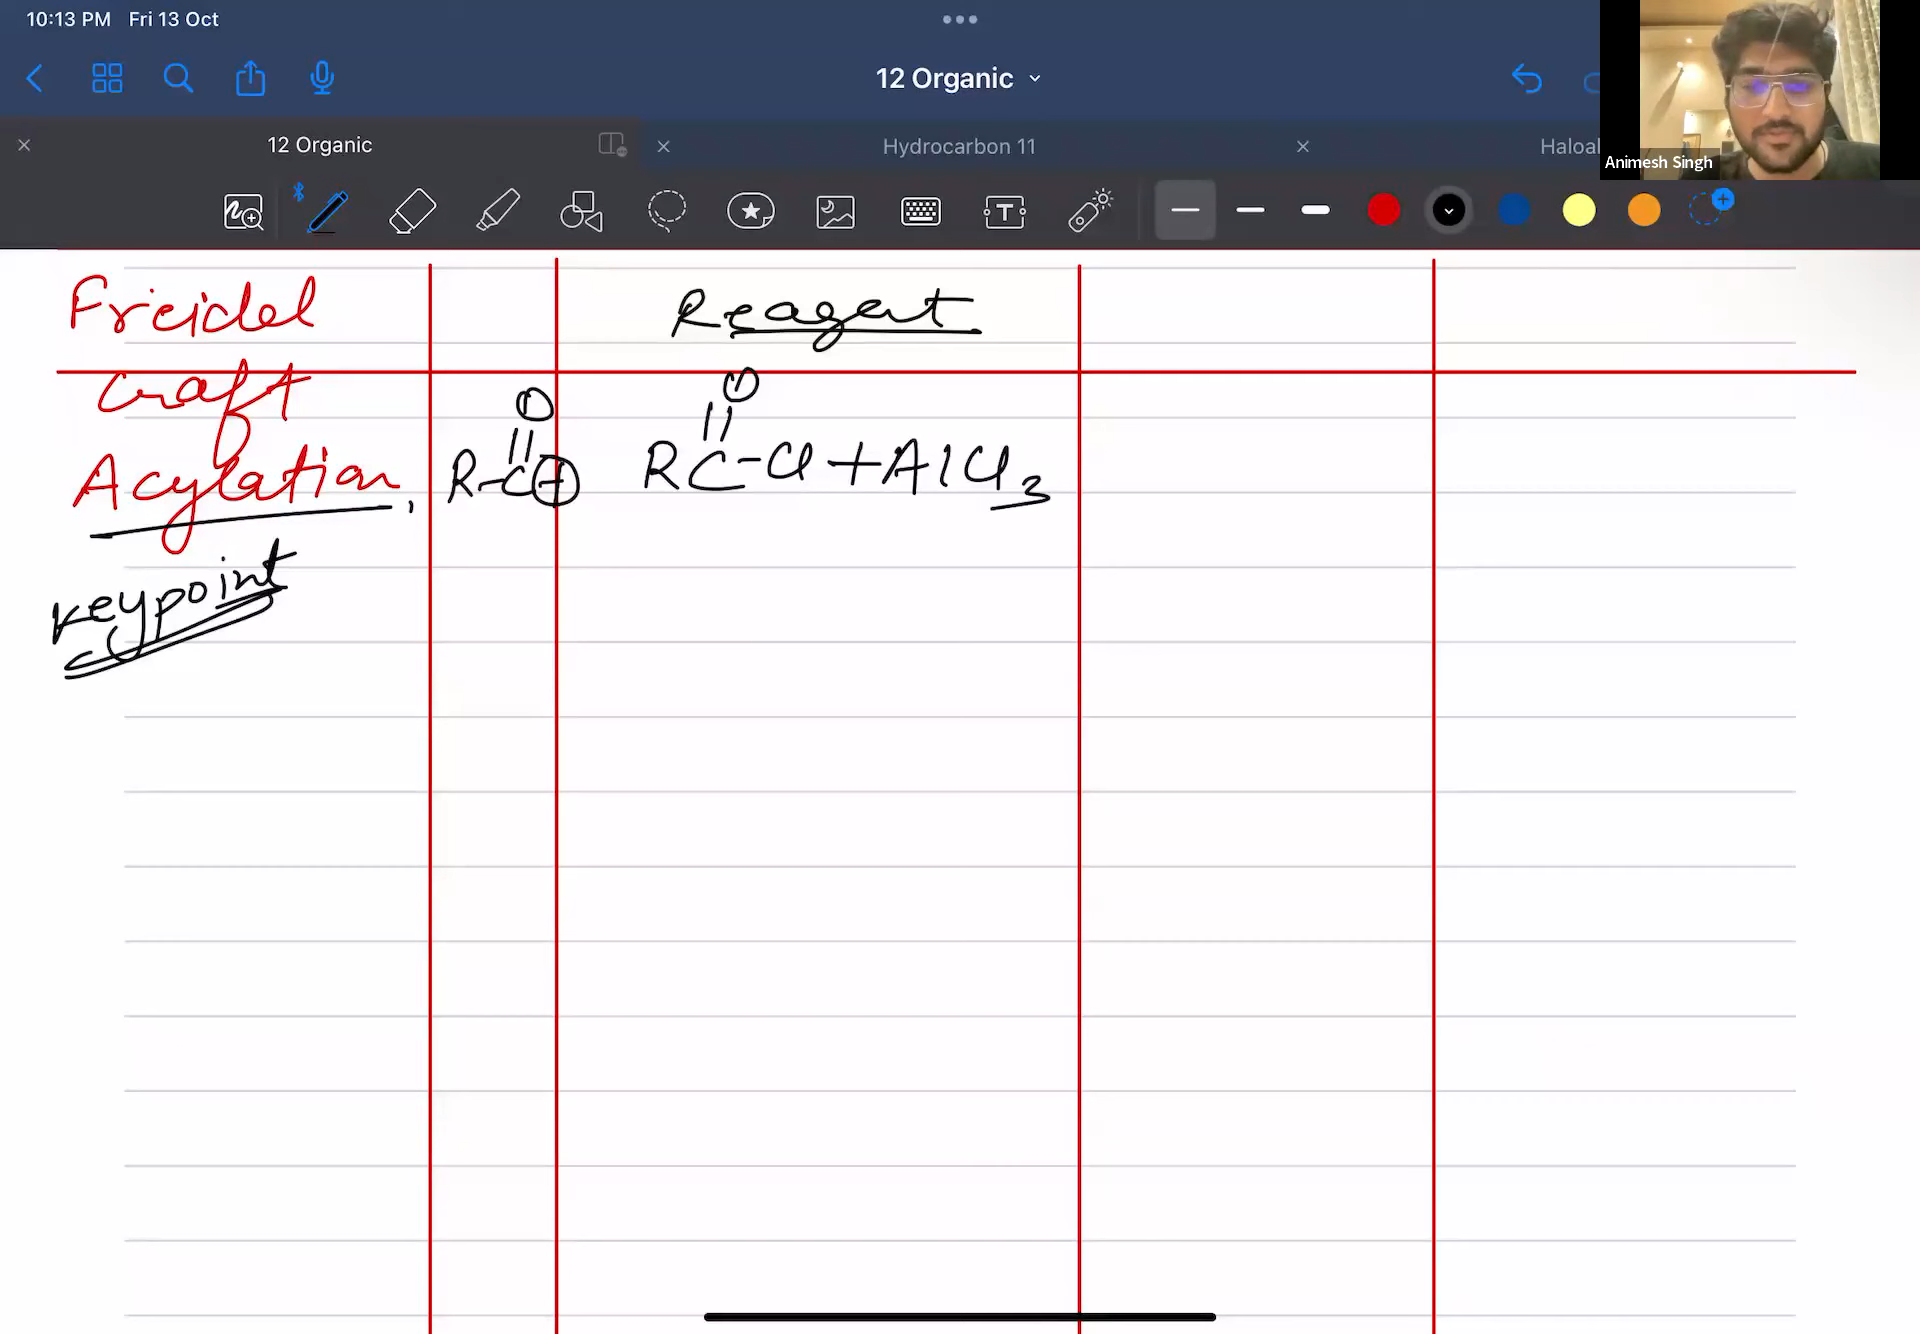 10:13 PM Fri 13 Oct
12 Organic
12 Organic
Hydrocarbon 11
Haloal
Animesh Singh
T
Freidel
Reagent
Craft
O
O
Acylation,
R-C⊕
RC-Cl+AlCl3
keypoint